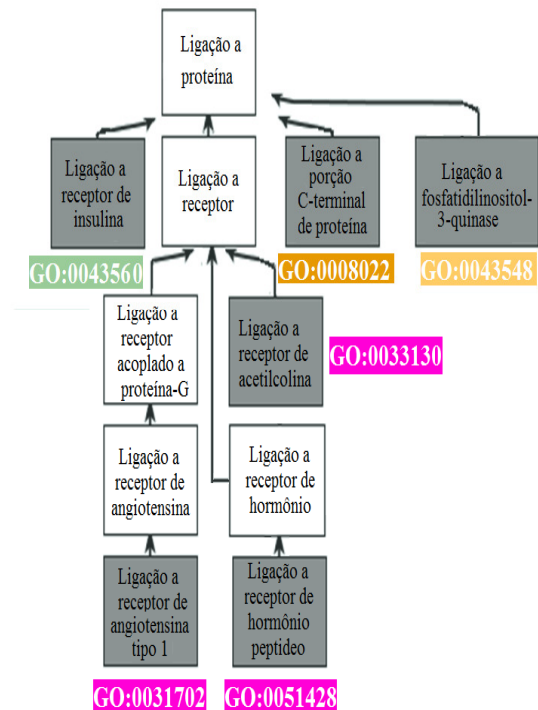 Ligação a
proteína
Ligação a
receptor de
insulina
Ligação a
receptor
Ligação a
porção
C-terminal
de proteína
Ligação a
fosfatidilinositol-
3-quinase
GO:0043560
GO:0008022
GO:0043548
Ligação a
receptor
acoplado a
proteína-G
Ligação a
receptor de
acetilcolina
GO:0033130
Ligação a
receptor de
angiotensina
Ligação a
receptor de
hormônio
Ligação a
receptor de
angiotensina
tipo 1
Ligação a
receptor de
hormônio
peptideo
GO:0031702
GO:0051428